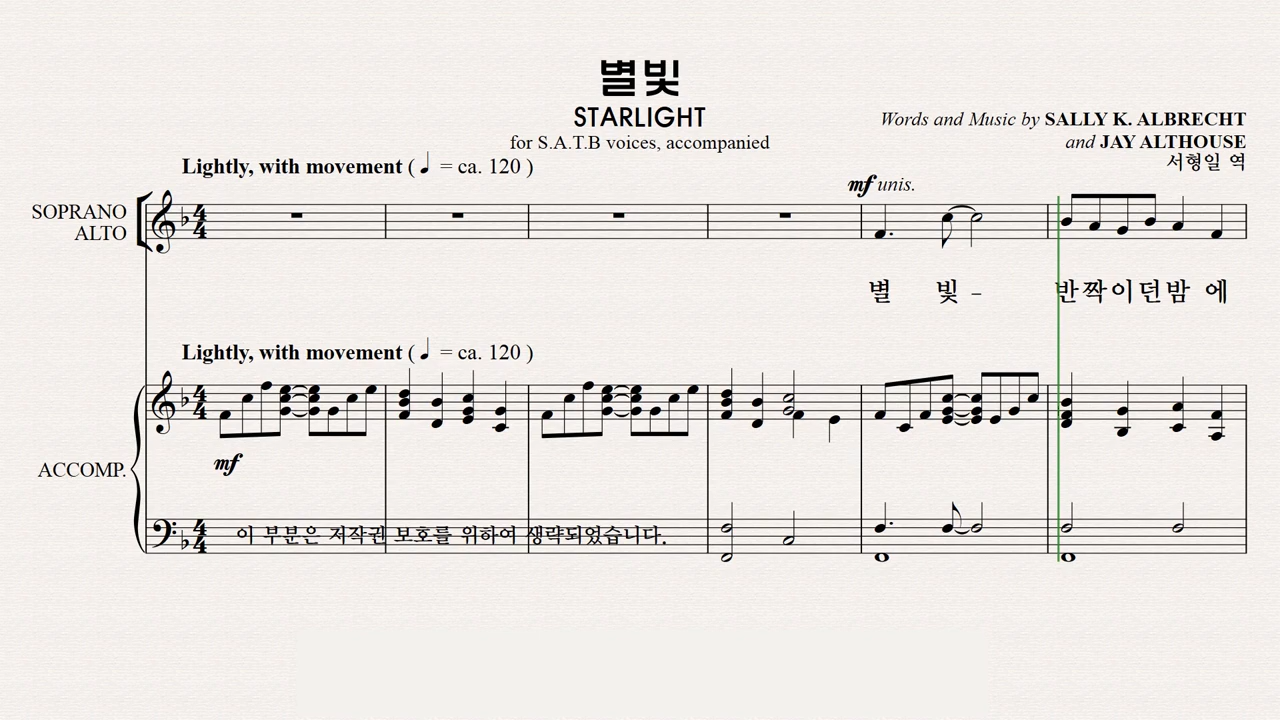 별빛
STARLIGHT
for S.A.T.B voices, accompanied
Words and Music by SALLY K. ALBRECHT
and JAY ALTHOUSE
서형일 역
Lightly, with movement ( ♩ = ca. 120 )
mf unis.
SOPRANO
ALTO
별 빛 – 반짝이던밤 에
Lightly, with movement ( ♩ = ca. 120 )
mf
ACCOMP.
이 부분은 저작권 보호를 위하여 생략되었습니다.